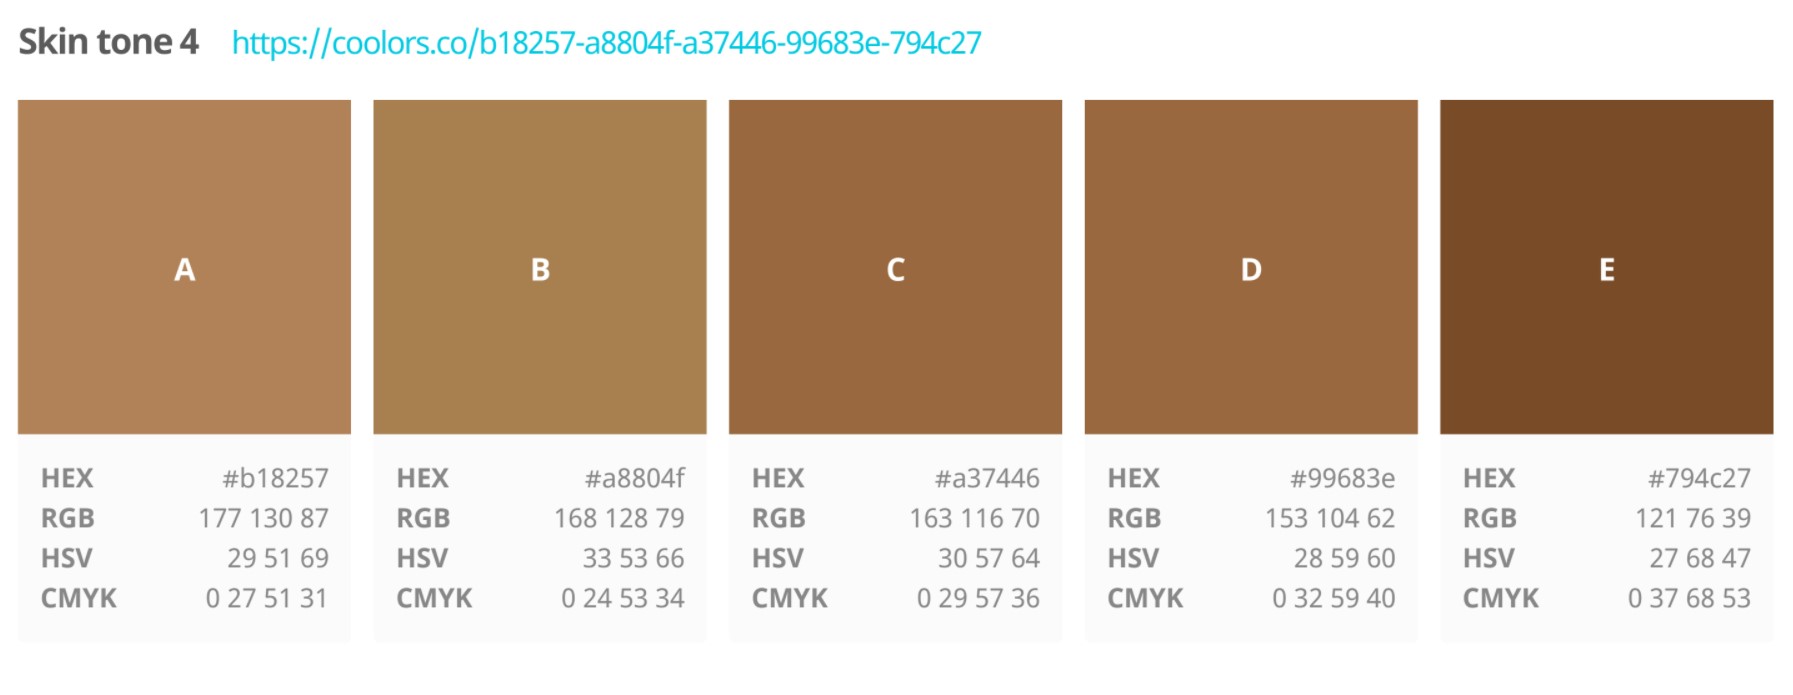 Skin tone 4 https://coolors.co/b18257-a8804f-a37446-99683e-794c27
A
HEX #b18257
RGB 177 130 87
HSV 29 51 69
CMYK 0 27 51 31
B
HEX #a8804f
RGB 168 128 79
HSV 33 53 66
CMYK 0 24 53 34
C
HEX #a37446
RGB 163 116 70
HSV 30 57 64
CMYK 0 29 57 36
D
HEX #99683e
RGB 153 104 62
HSV 28 59 60
CMYK 0 32 59 40
E
HEX #794c27
RGB 121 76 39
HSV 27 68 47
CMYK 0 37 68 53